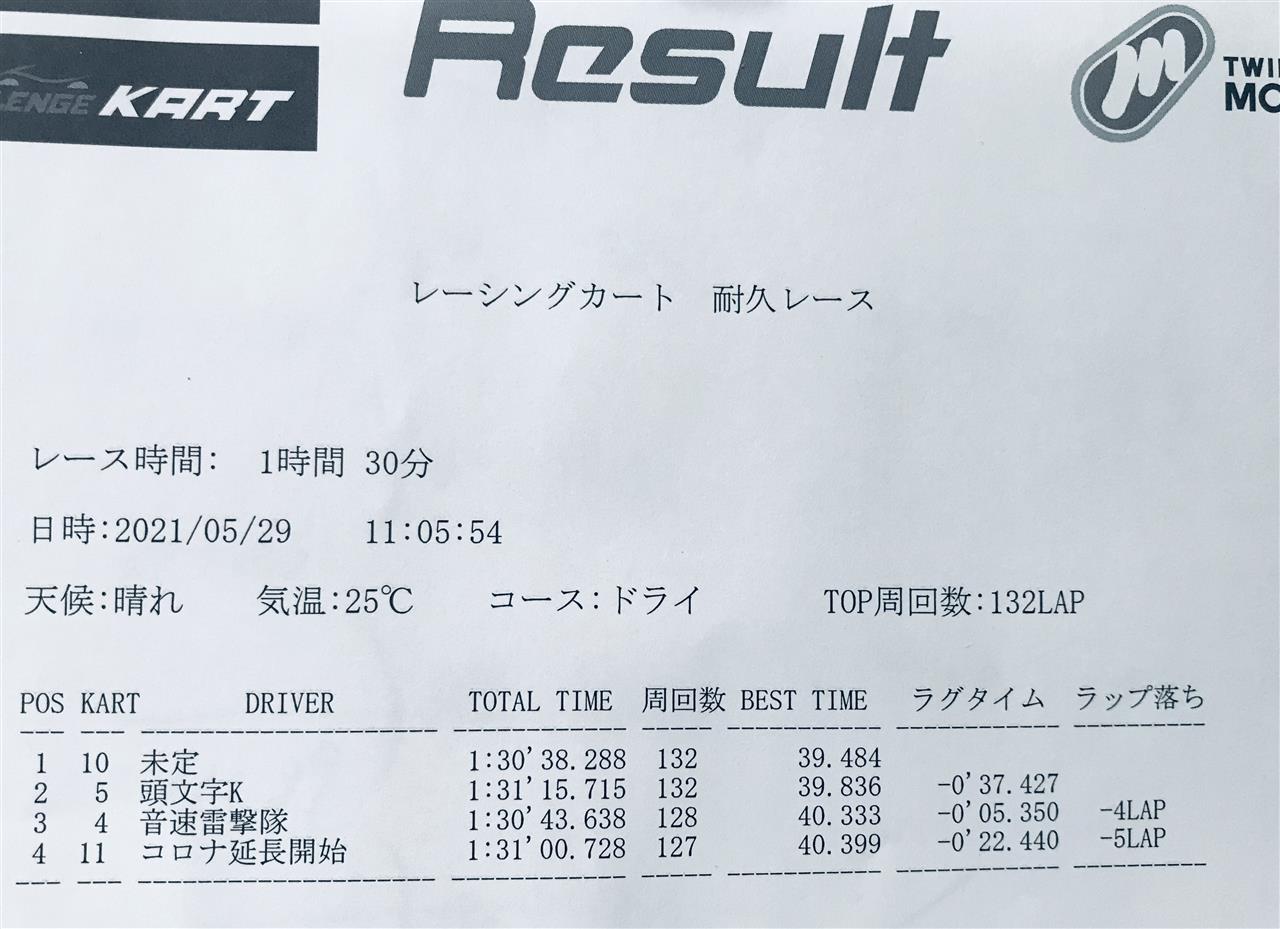 Result
LENGE KART
TWI
MO
レーシングカート 耐久レース
レース時間: 1時間 30分
日時:2021/05/29 11:05:54
天候:晴れ 気温:25℃ コース:ドライ TOP周回数:132LAP
POS KART DRIVER TOTAL TIME 周回数 BEST TIME ラグタイム ラップ落ち
1 10 未定 1:30'38.288 132 39.484
2 5 頭文字K 1:31'15.715 132 39.836 -0'37.427
3 4 音速雷撃隊 1:30'43.638 128 40.333 -0'05.350 -4LAP
4 11 コロナ延長開始 1:31'00.728 127 40.399 -0'22.440 -5LAP